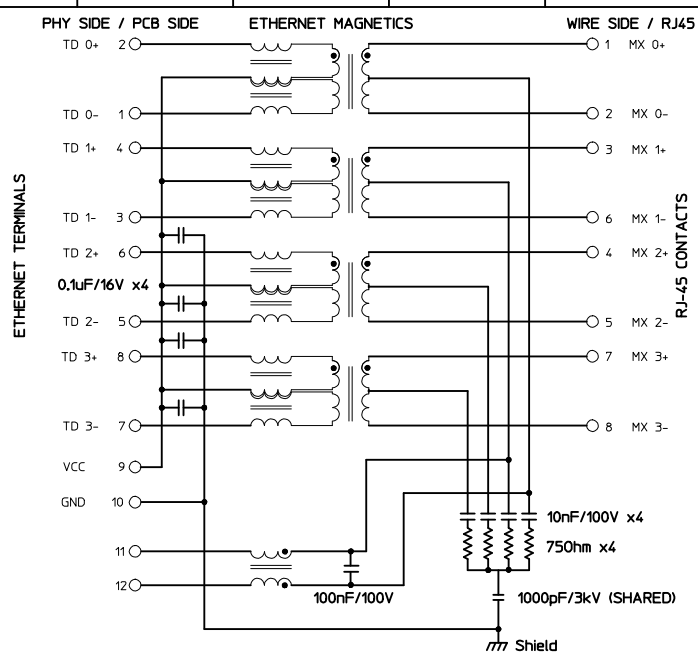 PHY SIDE / PCB SIDE ETHERNET MAGNETICS WIRE SIDE / RJ45
TD 0+ 2 1 MX 0+
TD 0- 1 2 MX 0-
TD 1+ 4 3 MX 1+
TD 1- 3 6 MX 1-
TD 2+ 6 4 MX 2+
0.1uF/16V x4
TD 2- 5 5 MX 2-
TD 3+ 8 7 MX 3+
TD 3- 7 8 MX 3-
ETHERNET TERMINALS
RJ-45 CONTACTS
VCC 9
GND 10
10nF/100V x4
75Ohm x4
11
12
100nF/100V
1000pF/3kV (SHARED)
Shield